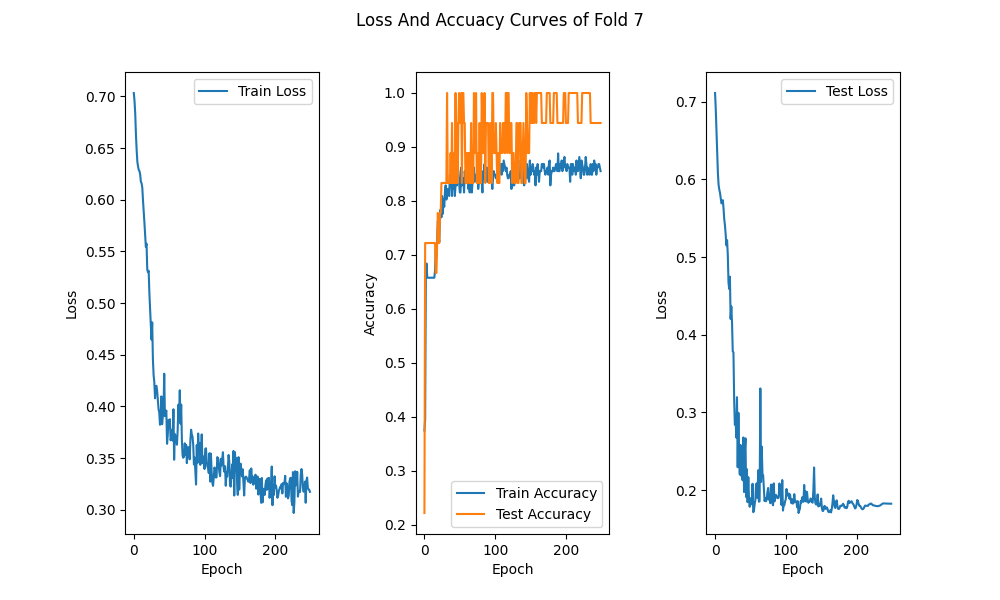 Loss And Accuacy Curves of Fold 7
Train Loss
0.70
0.65
0.60
0.55
0.50
0.45
0.40
0.35
0.30
Loss
0 100 200
Epoch
1.0
0.9
0.8
0.7
0.6
0.5
0.4
0.3
0.2
Accuracy
Train Accuracy
Test Accuracy
0 100 200
Epoch
Test Loss
0.7
0.6
0.5
0.4
0.3
0.2
Loss
0 100 200
Epoch